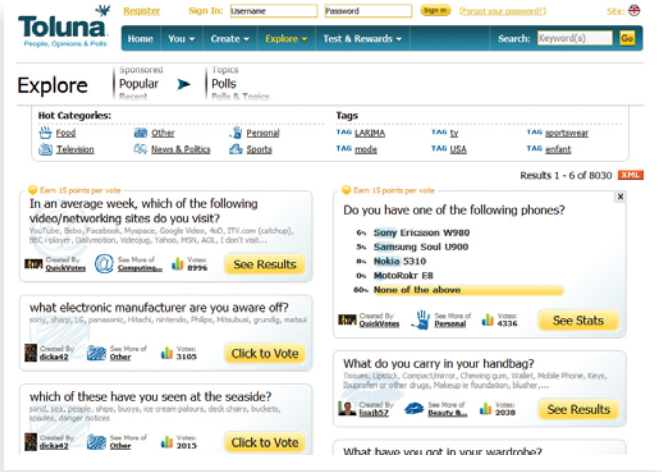 Toluna
People, Opinions & Polls
Register Sign In: Username Password Sign in (Forgot your password?) Site:
Home You Create Explore Test & Rewards Search: Keyword(s) Go
Explore
Sponsored
Popular
Recent
Topics
Polls
Polls & Topics
Hot Categories:
Food Other Personal
Television News & Politics Sports
Tags
TAG LARIMA TAG tv TAG sportswear
TAG mode TAG USA TAG enfant
Results 1 - 6 of 8030 XML
Earn 15 points per vote
In an average week, which of the following
video/networking sites do you visit?
YouTube, Bebo, Facebook, Myspace, Google Video, 4oD, ITV.com (catchup),
BBC i-player, Dailymotion, Videojug, Yahoo, MSN, AOL, I don't visit...
Created By
QuickVotes
See More of
Computing...
Votes:
8996
See Results
what electronic manufacturer are you aware off?
sony, sharp, LG, panasonic, Hitachi, nintendo, Philips, Mitsubusi, grundig, matsui
Created By
dicka42
See More of
Other
Votes:
3105
Click to Vote
which of these have you seen at the seaside?
sand, sea, people, ships, buoys, ice cream palours, deck chairs, buckets,
spades, danger notices
Created By
dicka42
See More of
Other
Votes:
2015
Click to Vote
Earn 15 points per vote
x
Do you have one of the following phones?
6% Sony Ericsson W980
5% Samsung Soul U900
8% Nokia 5310
0% MotoRokr E8
80% None of the above
Created By
QuickVotes
See More of
Personal
Votes:
4336
See Stats
What do you carry in your handbag?
Tissues, Lipstick, Compact/mirror, Chewing gum, Wallet, Mobile Phone, Keys,
Ibuprofen or other drugs, Makeup ie foundation, blusher,...
Created By
lisajb57
See More of
Beauty &...
Votes:
2038
See Results
What have you got in your wardrobe?